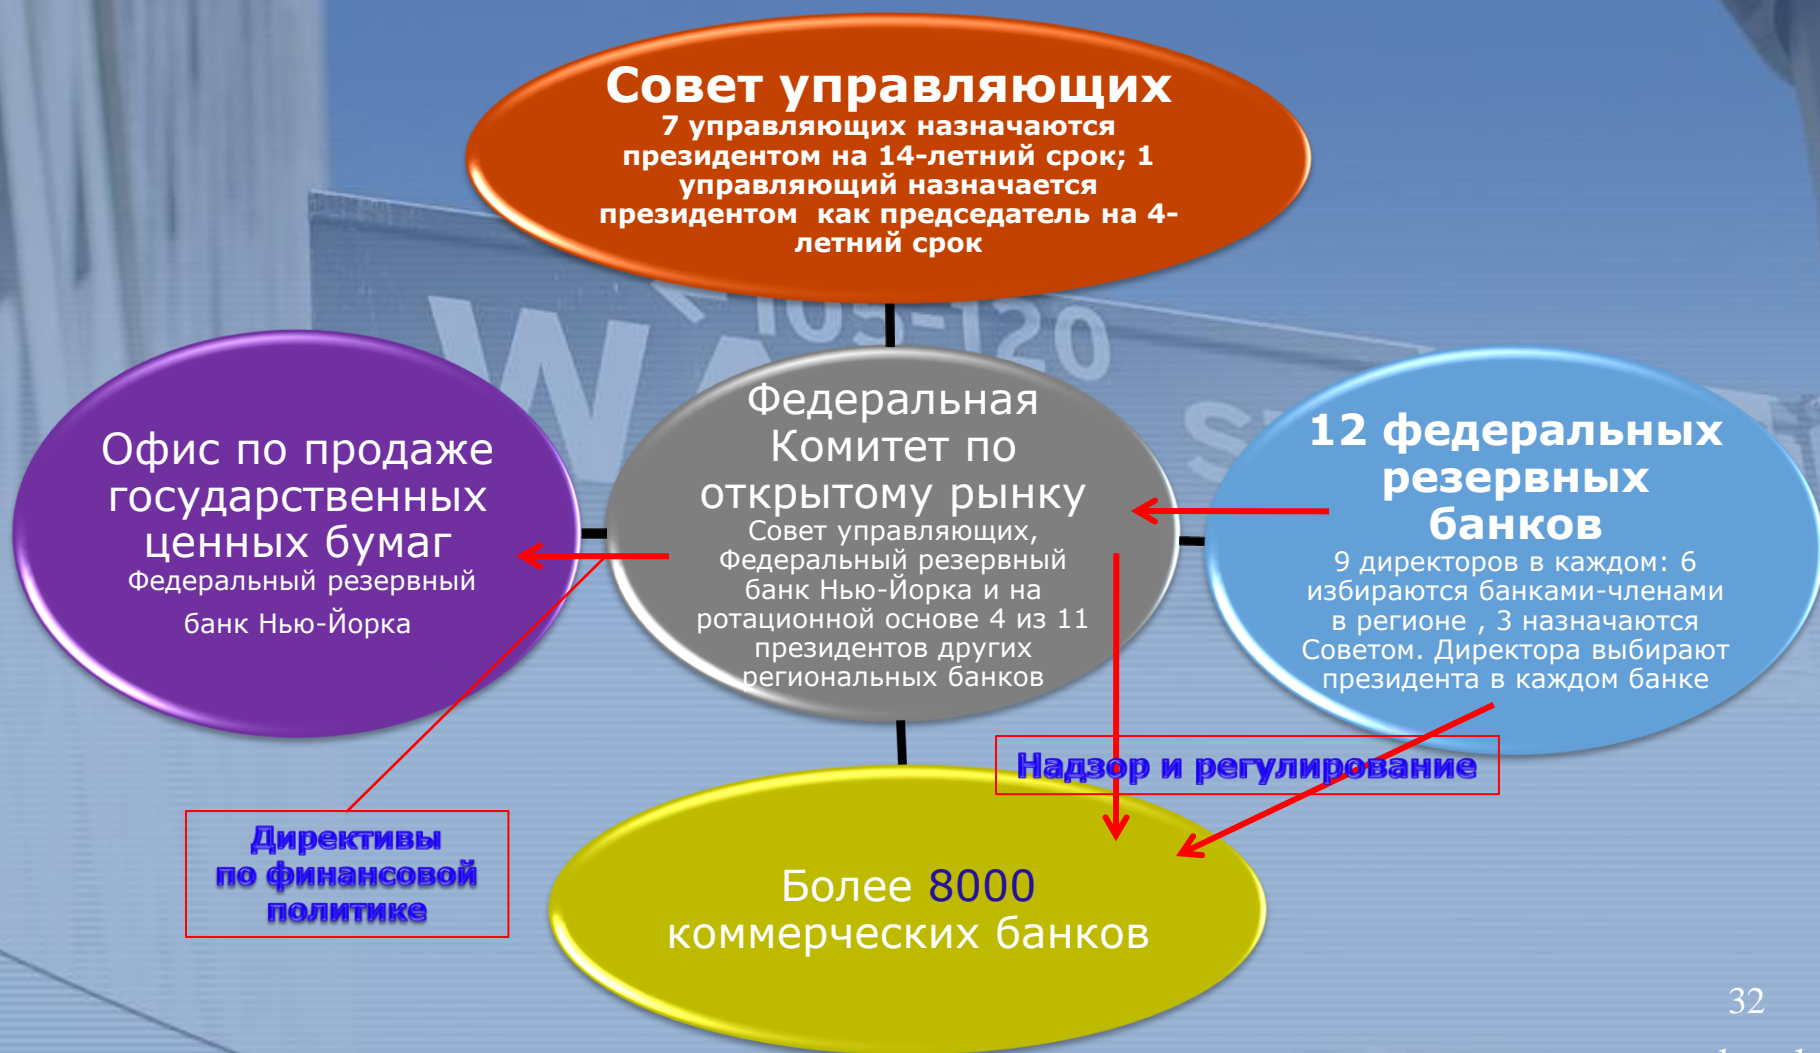 Совет управляющих
7 управляющих назначаются
президентом на 14-летний срок; 1
управляющий назначается
президентом как председатель на 4-
летний срок
105-120
WA
S
Офис по продаже
государственных
ценных бумаг
Федеральный резервный
банк Нью-Йорка
Федеральная
Комитет по
открытому рынку
Совет управляющих,
Федеральный резервный
банк Нью-Йорка и на
ротационной основе 4 из 11
президентов других
региональных банков
12 федеральных
резервных
банков
9 директоров в каждом: 6
избираются банками-членами
в регионе , 3 назначаются
Советом. Директора выбирают
президента в каждом банке
Надзор и регулирование
Директивы
по финансовой
политике
Более 8000
коммерческих банков
32